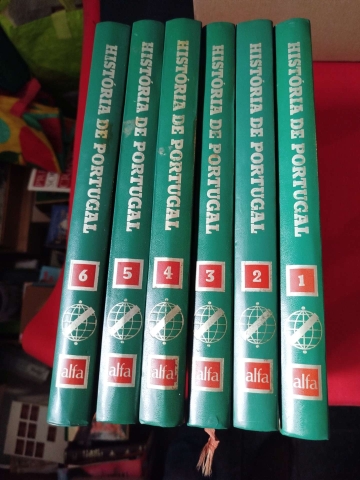 HISTÓRIA DE PORTUGAL
6
alfa
HISTÓRIA DE PORTUGAL
5
alfa
HISTÓRIA DE PORTUGAL
4
alfa
HISTÓRIA DE PORTUGAL
3
alfa
HISTÓRIA DE PORTUGAL
2
alfa
HISTÓRIA DE PORTUGAL
1
alfa